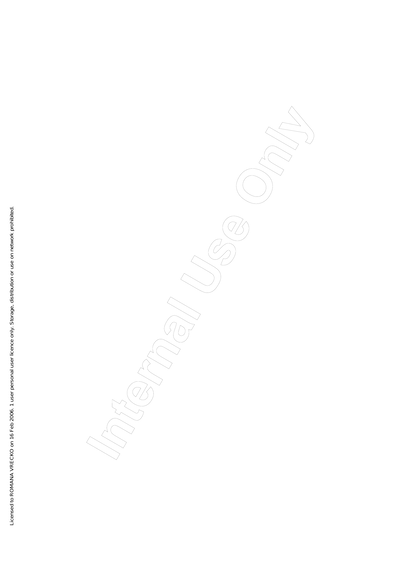 Licensed to ROMANA VRECKO on 16 Feb 2006. 1 user personal user licence only. Storage, distribution or use on network prohibited.
Internal Use Only